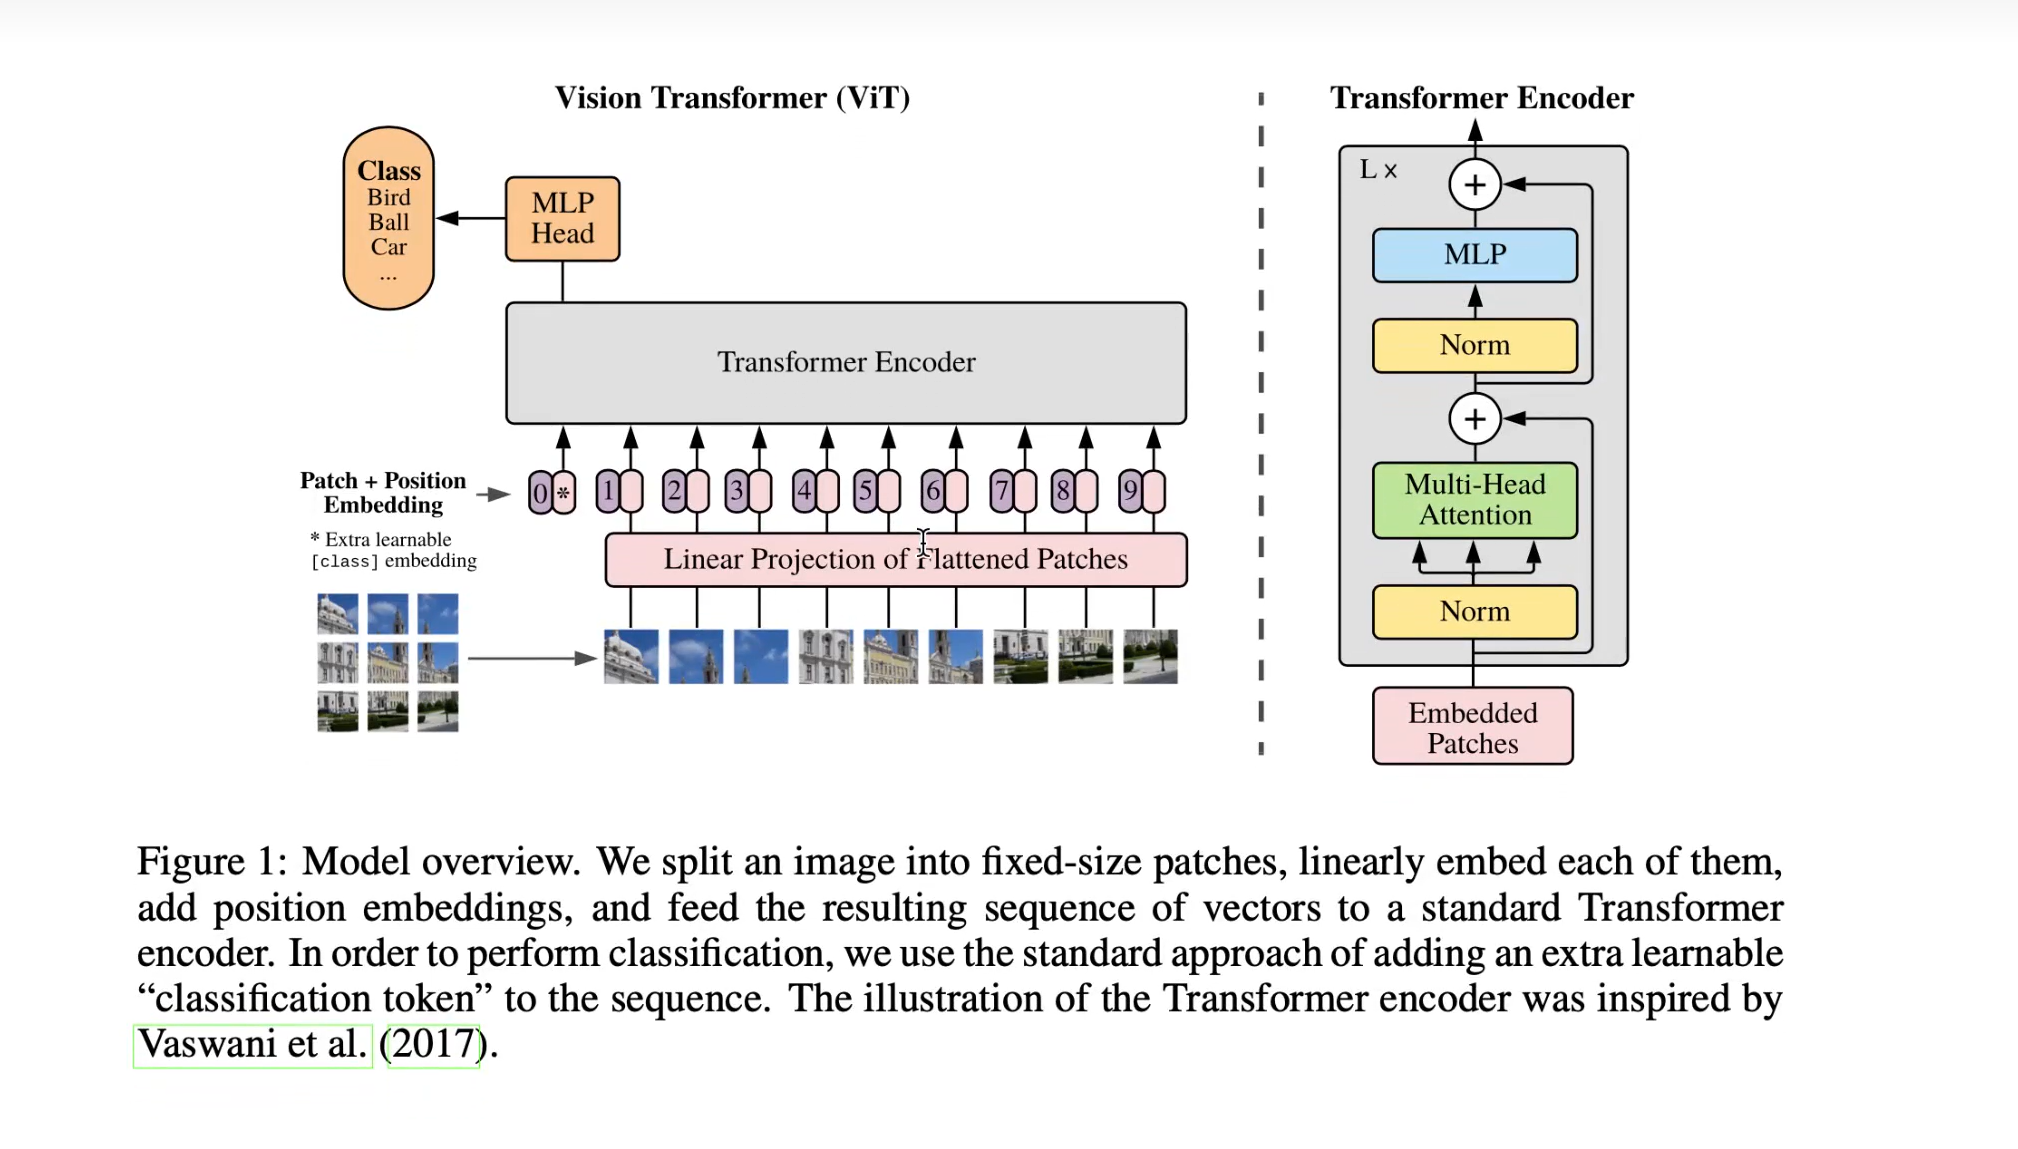 Vision Transformer (ViT)
Class
Bird
Ball
Car
...
MLP
Head
Transformer Encoder
Patch + Position
Embedding
* Extra learnable
[class] embedding
0 * 1 2 3 4 5 6 7 8 9
Linear Projection of Flattened Patches
Transformer Encoder
L x
+
MLP
Norm
+
Multi-Head
Attention
Norm
Embedded
Patches
Figure 1: Model overview. We split an image into fixed-size patches, linearly embed each of them,
add position embeddings, and feed the resulting sequence of vectors to a standard Transformer
encoder. In order to perform classification, we use the standard approach of adding an extra learnable
“classification token” to the sequence. The illustration of the Transformer encoder was inspired by
Vaswani et al. (2017).